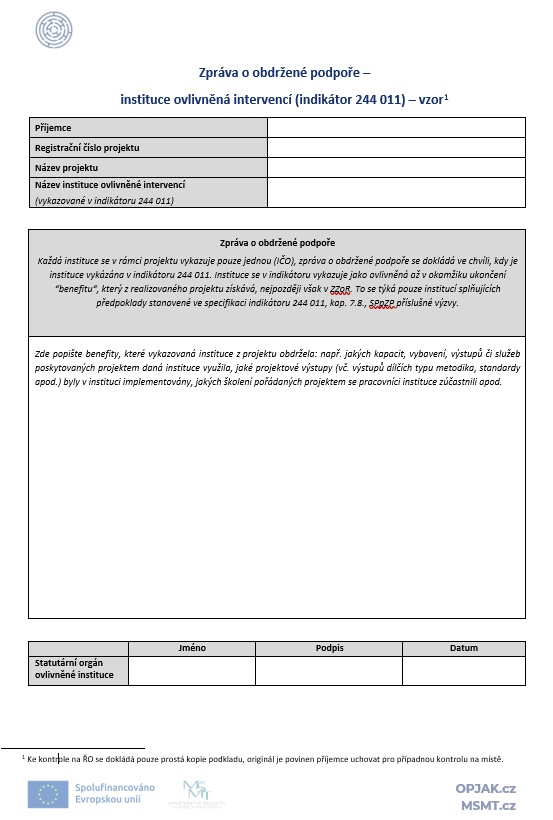 Zpráva o obdržené podpoře –
instituce ovlivněná intervencí (indikátor 244 011) – vzor¹
Příjemce
Registrační číslo projektu
Název projektu
Název instituce ovlivněné intervencí
(vykazované v indikátoru 244 011)
Zpráva o obdržené podpoře
Každá instituce se v rámci projektu vykazuje pouze jednou (IČO), zpráva o obdržené podpoře se dokládá ve chvíli, kdy je
instituce vykázána v indikátoru 244 011. Instituce se v indikátoru vykazuje jako ovlivněná až v okamžiku ukončení
"benefitu", který z realizovaného projektu získává, nejpozději však v ZZoR. To se týká pouze institucí splňujících
předpoklady stanovené ve specifikaci indikátoru 244 011, kap. 7.8., SPpZP příslušné výzvy.
Zde popište benefity, které vykazovaná instituce z projektu obdržela: např. jakých kapacit, vybavení, výstupů či služeb
poskytovaných projektem daná instituce využila, jaké projektové výstupy (vč. výstupů dílčích typu metodika, standardy
apod.) byly v instituci implementovány, jakých školení pořádaných projektem se pracovníci instituce zúčastnili apod.
Jméno Podpis Datum
Statutární orgán
ovlivněné instituce
¹ Ke kontrole na ŘO se dokládá pouze prostá kopie podkladu, originál je povinen příjemce uchovat pro případnou kontrolu na místě.
Spolufinancováno
Evropskou unií
OPJAK.cz
MSMT.cz